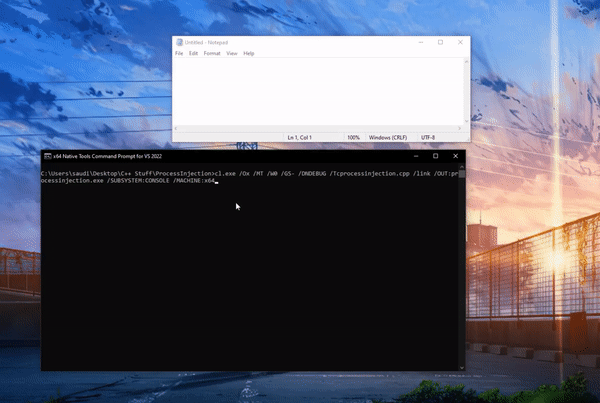 Untitled - Notepad
File Edit Format View Help
Ln 1, Col 1 100% Windows (CRLF) UTF-8
x64 Native Tools Command Prompt for VS 2022
C:\Users\saudi\Desktop\C++ Stuff\ProcessInjection>cl.exe /Ox /MT /W0 /GS- /DNDEBUG /Tcprocessinjection.cpp /link /OUT:pr
ocessinjection.exe /SUBSYSTEM:CONSOLE /MACHINE:x64